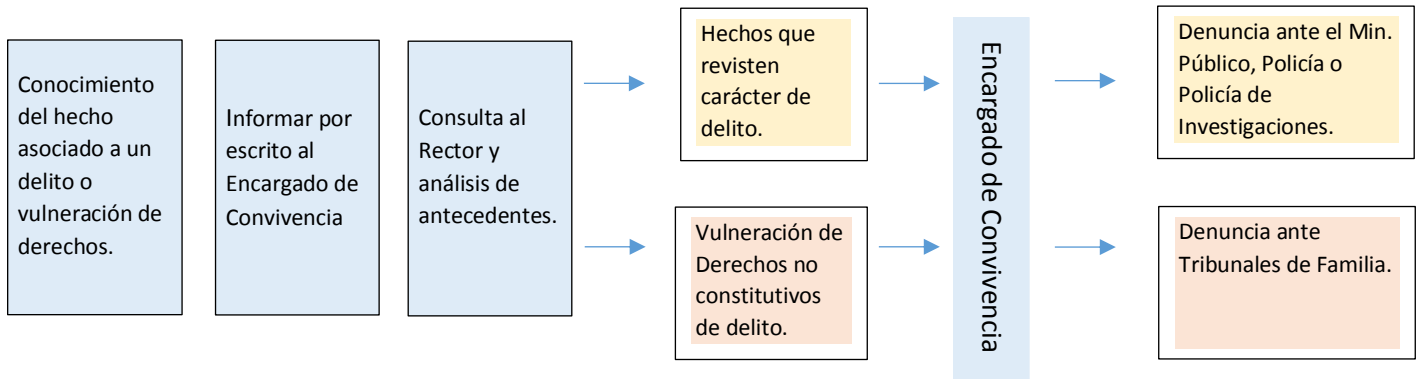 Conocimiento
del hecho
asociado a un
delito o
vulneración de
derechos.
Informar por
escrito al
Encargado de
Convivencia
Consulta al
Rector y
análisis de
antecedentes.
Hechos que
revisten
carácter de
delito.
Vulneración de
Derechos no
constitutivos
de delito.
Encargado de Convivencia
Denuncia ante el Min.
Público, Policía o
Policía de
Investigaciones.
Denuncia ante
Tribunales de Familia.